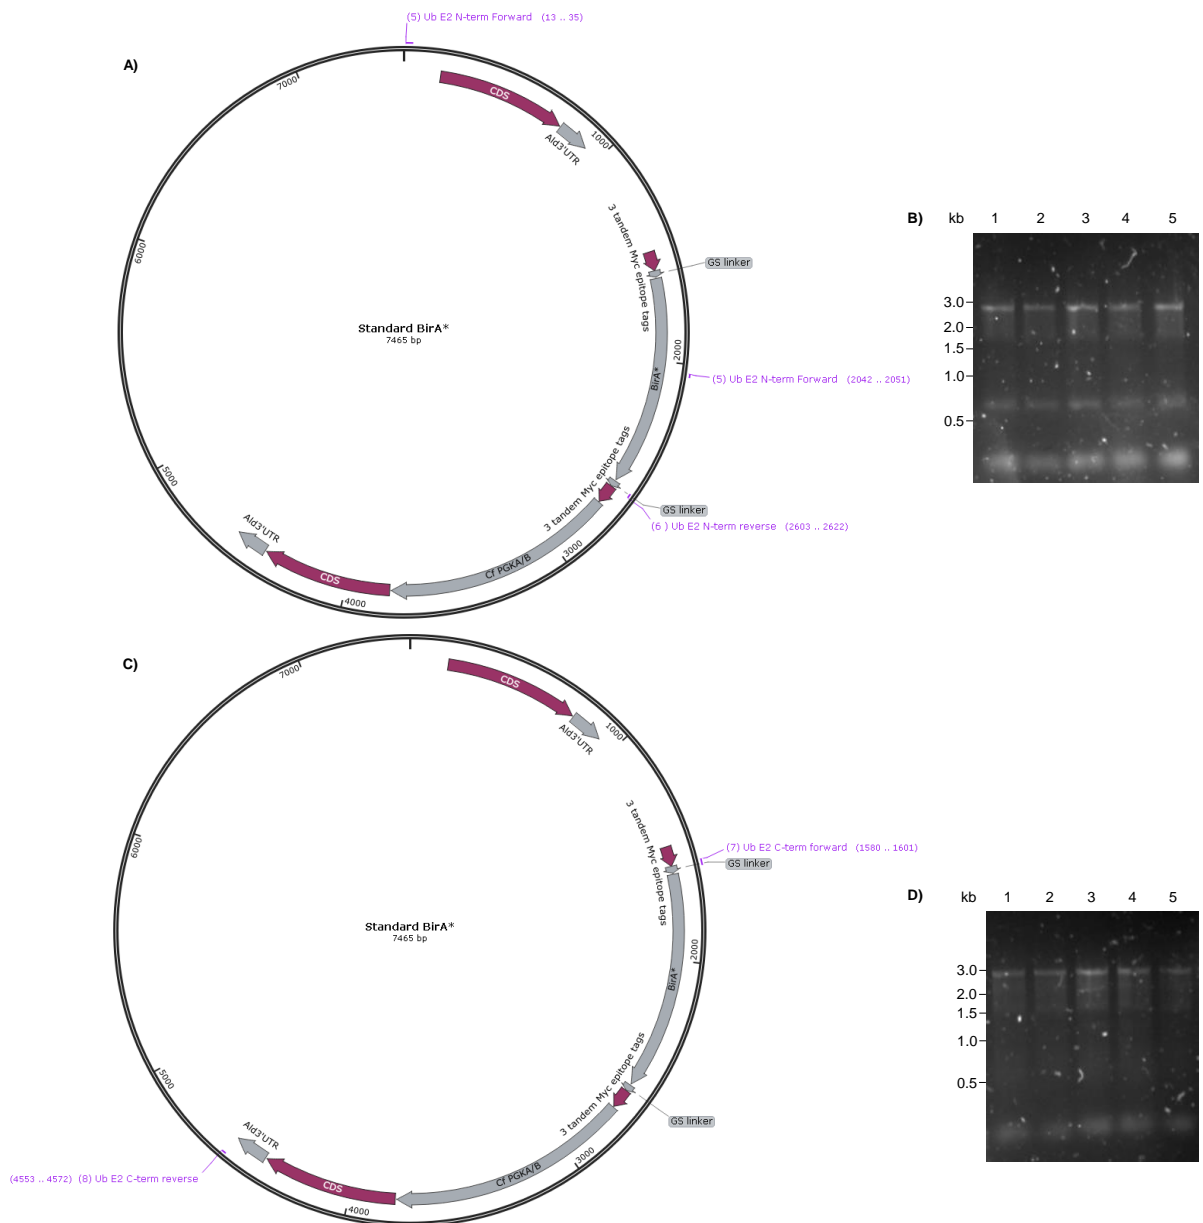 A)
(5) Ub E2 N-term Forward (13 .. 35)
7000
CDS
Ald3'UTR
1000
3 tandem Myc epitope tags
GS linker
6000
Standard BirA*
7465 bp
2000
BirA*
(5) Ub E2 N-term Forward (2042 .. 2051)
5000
3 tandem Myc epitope tags
GS linker
(6 ) Ub E2 N-term reverse (2603 .. 2622)
Ald3'UTR
3000
Cf PGKA/B
CDS
4000
B)
kb 1 2 3 4 5
3.0
2.0
1.5
1.0
0.5
C)
7000
CDS
Ald3'UTR
1000
3 tandem Myc epitope tags
(7) Ub E2 C-term forward (1580 .. 1601)
GS linker
6000
Standard BirA*
7465 bp
2000
BirA*
5000
3 tandem Myc epitope tags
GS linker
Ald3'UTR
3000
(4553 .. 4572) (8) Ub E2 C-term reverse
Cf PGKA/B
CDS
4000
D)
kb 1 2 3 4 5
3.0
2.0
1.5
1.0
0.5